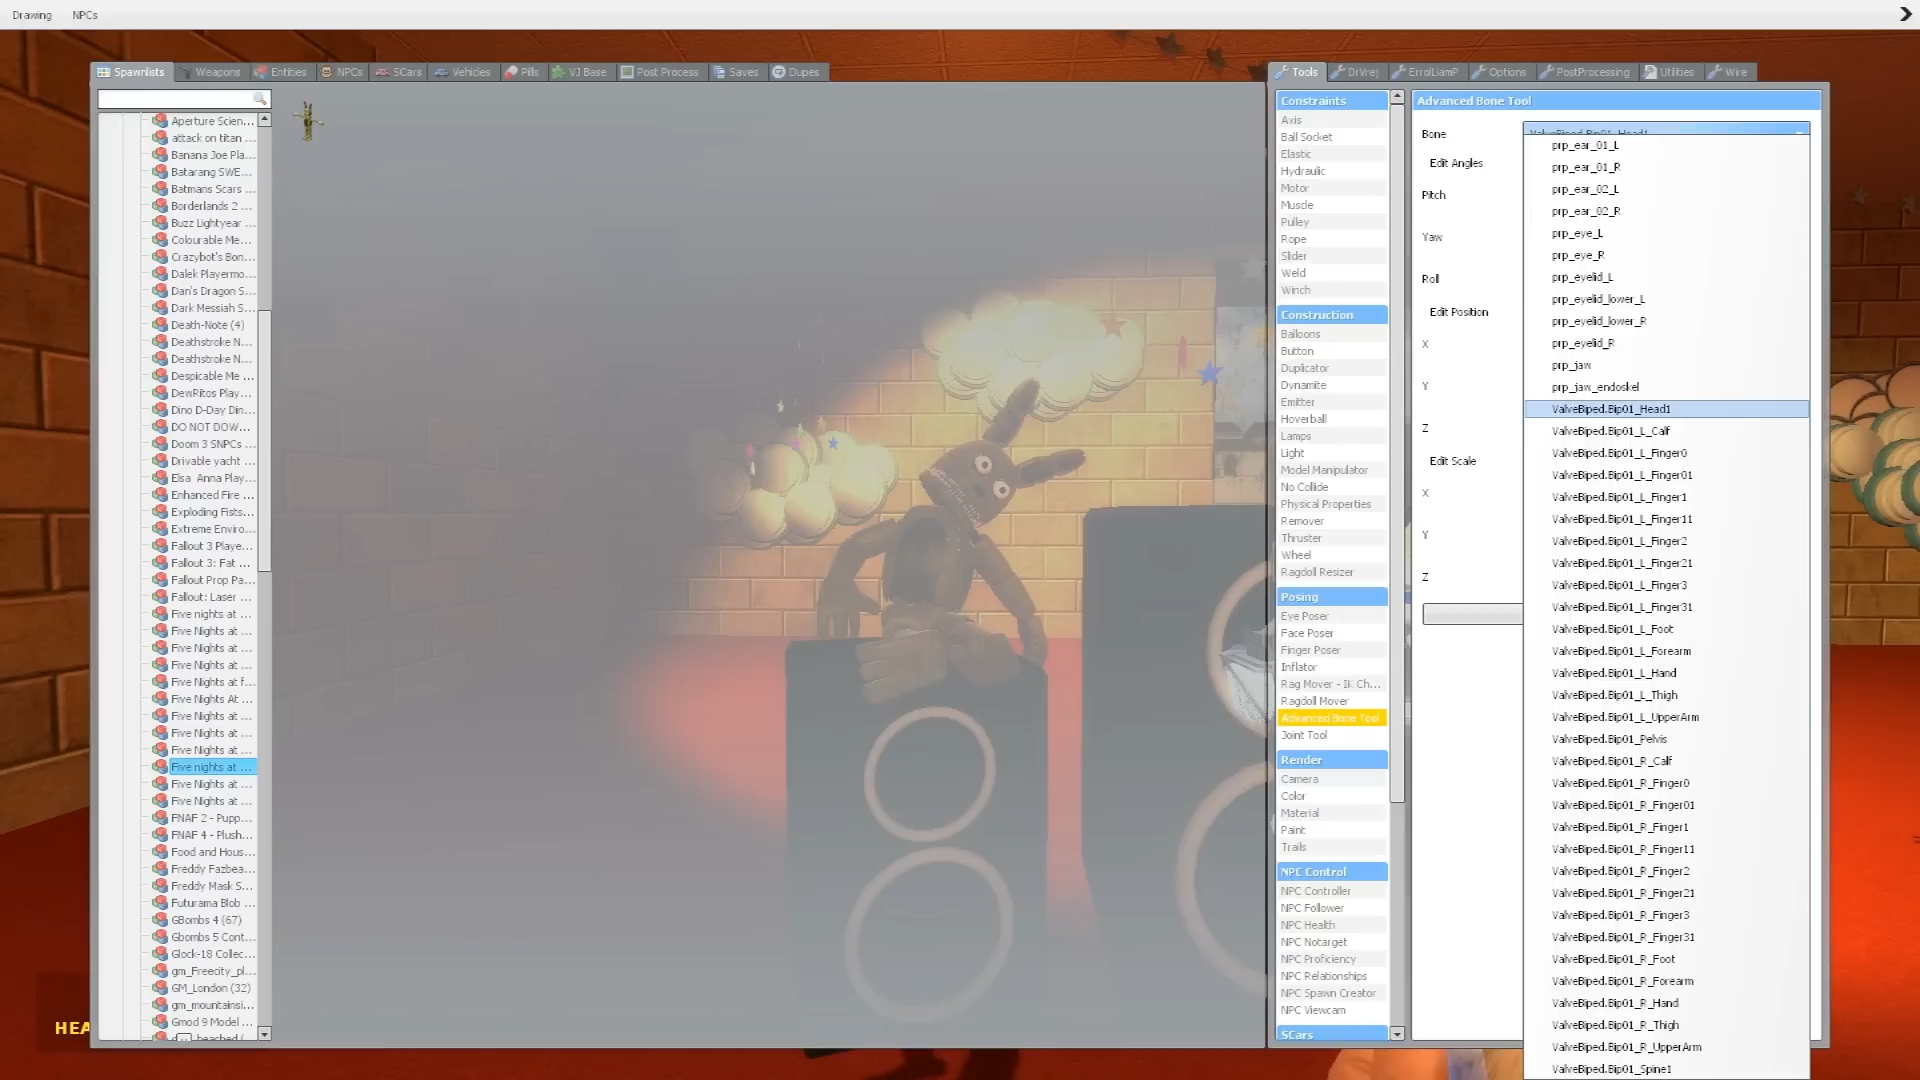 Drawing NPCs
Spawnlists Weapons Entities NPCs SCars Vehicles Pills VJ Base Post Process Saves Dupes
Tools DrVrej ErrolLiamP Options PostProcessing Utilities Wire
Aperture Scien...
attack on titan
Banana Joe Pla...
Batarang SWE...
Batmans Scars ...
Borderlands 2 ...
Buzz Lightyear
Colourable Me...
Crazybot's Bon...
Dalek Playermo...
Dan's Dragon S...
Dark Messiah S...
Death-Note (4)
Deathstroke N...
Deathstroke N...
Despicable Me ...
DewRitos Play...
Dino D-Day Din...
DO NOT DOW...
Doom 3 SNPCs
Drivable yacht ...
Elsa Anna Play...
Enhanced Fire ...
Exploding Fists...
Extreme Enviro...
Fallout 3 Playe...
Fallout 3: Fat ...
Fallout Prop Pa...
Fallout: Laser ...
Five nights at ...
Five Nights at ...
Five Nights at ...
Five Nights at ...
Five Nights at f...
Five Nights At ...
Five Nights at ...
Five Nights at ...
Five Nights at ...
Five nights at ...
Five Nights at ...
Five Nights at ...
FNAF 2 - Pupp...
FNAF 4 - Plush...
Food and Hous...
Freddy Fazbea...
Freddy Mask S...
Futurama Blob ...
GBombs 4 (67)
Gbombs 5 Cont...
Glock-18 Collec...
gm_Freecity_pl...
GM_London (32)
gm_mountainsi...
Gmod 9 Model ...
HEA
Constraints
Axis
Ball Socket
Elastic
Hydraulic
Motor
Muscle
Pulley
Rope
Slider
Weld
Winch
Construction
Balloons
Button
Duplicator
Dynamite
Emitter
Hoverball
Lamps
Light
Model Manipulator
No Collide
Physical Properties
Remover
Thruster
Wheel
Ragdoll Resizer
Posing
Eye Poser
Face Poser
Finger Poser
Inflator
Rag Mover - IK Ch...
Ragdoll Mover
Advanced Bone Tool
Joint Tool
Render
Camera
Color
Material
Paint
Trails
NPC Control
NPC Controller
NPC Follower
NPC Health
NPC Notarget
NPC Proficiency
NPC Relationships
NPC Spawn Creator
NPC Viewcam
SCars
Advanced Bone Tool
Bone
Edit Angles
Pitch
Yaw
Roll
Edit Position
X
Y
Z
Edit Scale
X
Y
Z
ValveBiped.Bip01_Head1
prp_ear_01_L
prp_ear_01_R
prp_ear_02_L
prp_ear_02_R
prp_eye_L
prp_eye_R
prp_eyelid_L
prp_eyelid_lower_L
prp_eyelid_lower_R
prp_eyelid_R
prp_jaw
prp_jaw_endoskel
ValveBiped.Bip01_Head1
ValveBiped.Bip01_L_Calf
ValveBiped.Bip01_L_Finger0
ValveBiped.Bip01_L_Finger01
ValveBiped.Bip01_L_Finger1
ValveBiped.Bip01_L_Finger11
ValveBiped.Bip01_L_Finger2
ValveBiped.Bip01_L_Finger21
ValveBiped.Bip01_L_Finger3
ValveBiped.Bip01_L_Finger31
ValveBiped.Bip01_L_Foot
ValveBiped.Bip01_L_Forearm
ValveBiped.Bip01_L_Hand
ValveBiped.Bip01_L_Thigh
ValveBiped.Bip01_L_UpperArm
ValveBiped.Bip01_Pelvis
ValveBiped.Bip01_R_Calf
ValveBiped.Bip01_R_Finger0
ValveBiped.Bip01_R_Finger01
ValveBiped.Bip01_R_Finger1
ValveBiped.Bip01_R_Finger11
ValveBiped.Bip01_R_Finger2
ValveBiped.Bip01_R_Finger21
ValveBiped.Bip01_R_Finger3
ValveBiped.Bip01_R_Finger31
ValveBiped.Bip01_R_Foot
ValveBiped.Bip01_R_Forearm
ValveBiped.Bip01_R_Hand
ValveBiped.Bip01_R_Thigh
ValveBiped.Bip01_R_UpperArm
ValveBiped.Bip01_Spine1